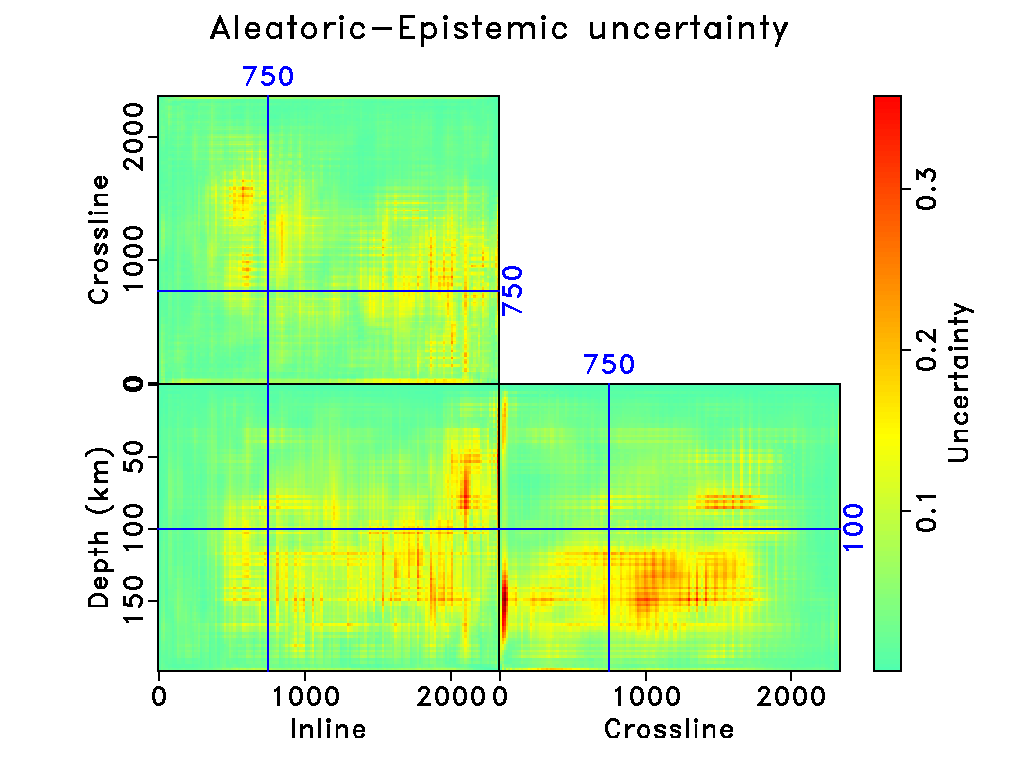 Aleatoric−Epistemic uncertainty
750
2000
1000
0
Crossline
750
750
0
50
100
150
Depth (km)
100
0 1000 2000
Inline
0 1000 2000
Crossline
0.3
0.2
0.1
Uncertainty